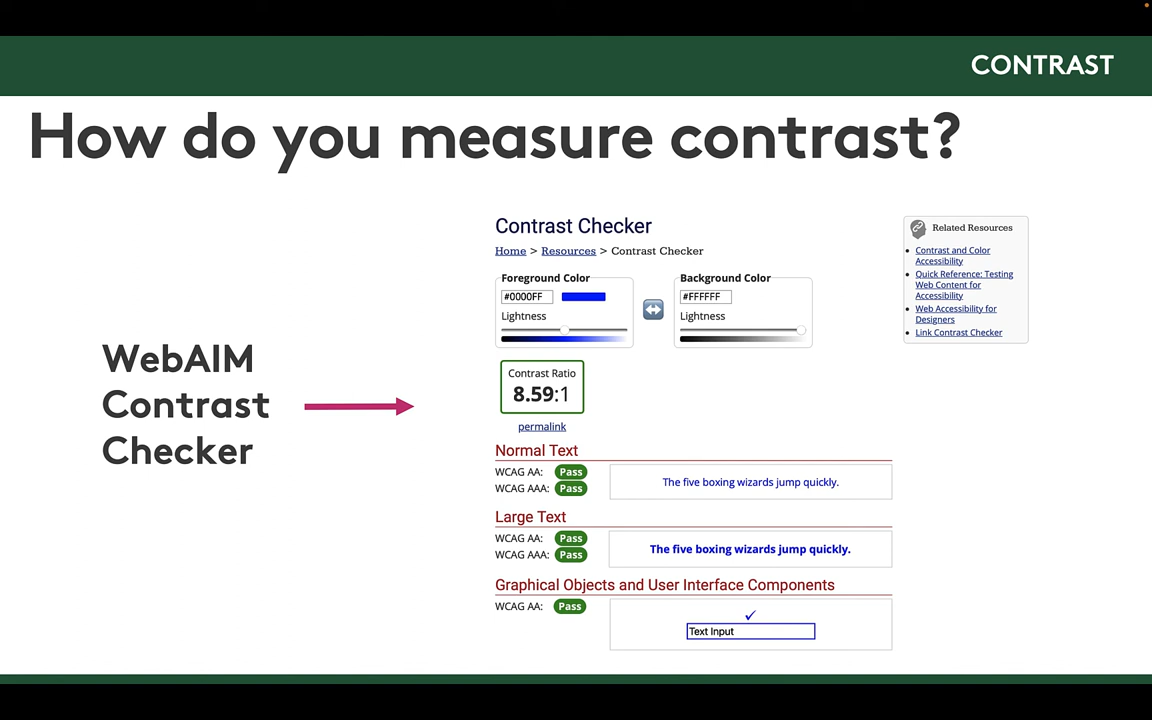 CONTRAST
How do you measure contrast?
WebAIM
Contrast
Checker
Contrast Checker
Home > Resources > Contrast Checker
Foreground Color
#0000FF
Lightness
Background Color
#FFFFFF
Lightness
Contrast Ratio
8.59:1
permalink
Normal Text
WCAG AA: Pass
WCAG AAA: Pass
The five boxing wizards jump quickly.
Large Text
WCAG AA: Pass
WCAG AAA: Pass
The five boxing wizards jump quickly.
Graphical Objects and User Interface Components
WCAG AA: Pass
✓
Text Input
Related Resources
Contrast and Color
Accessibility
Quick Reference: Testing
Web Content for
Accessibility
Web Accessibility for
Designers
Link Contrast Checker